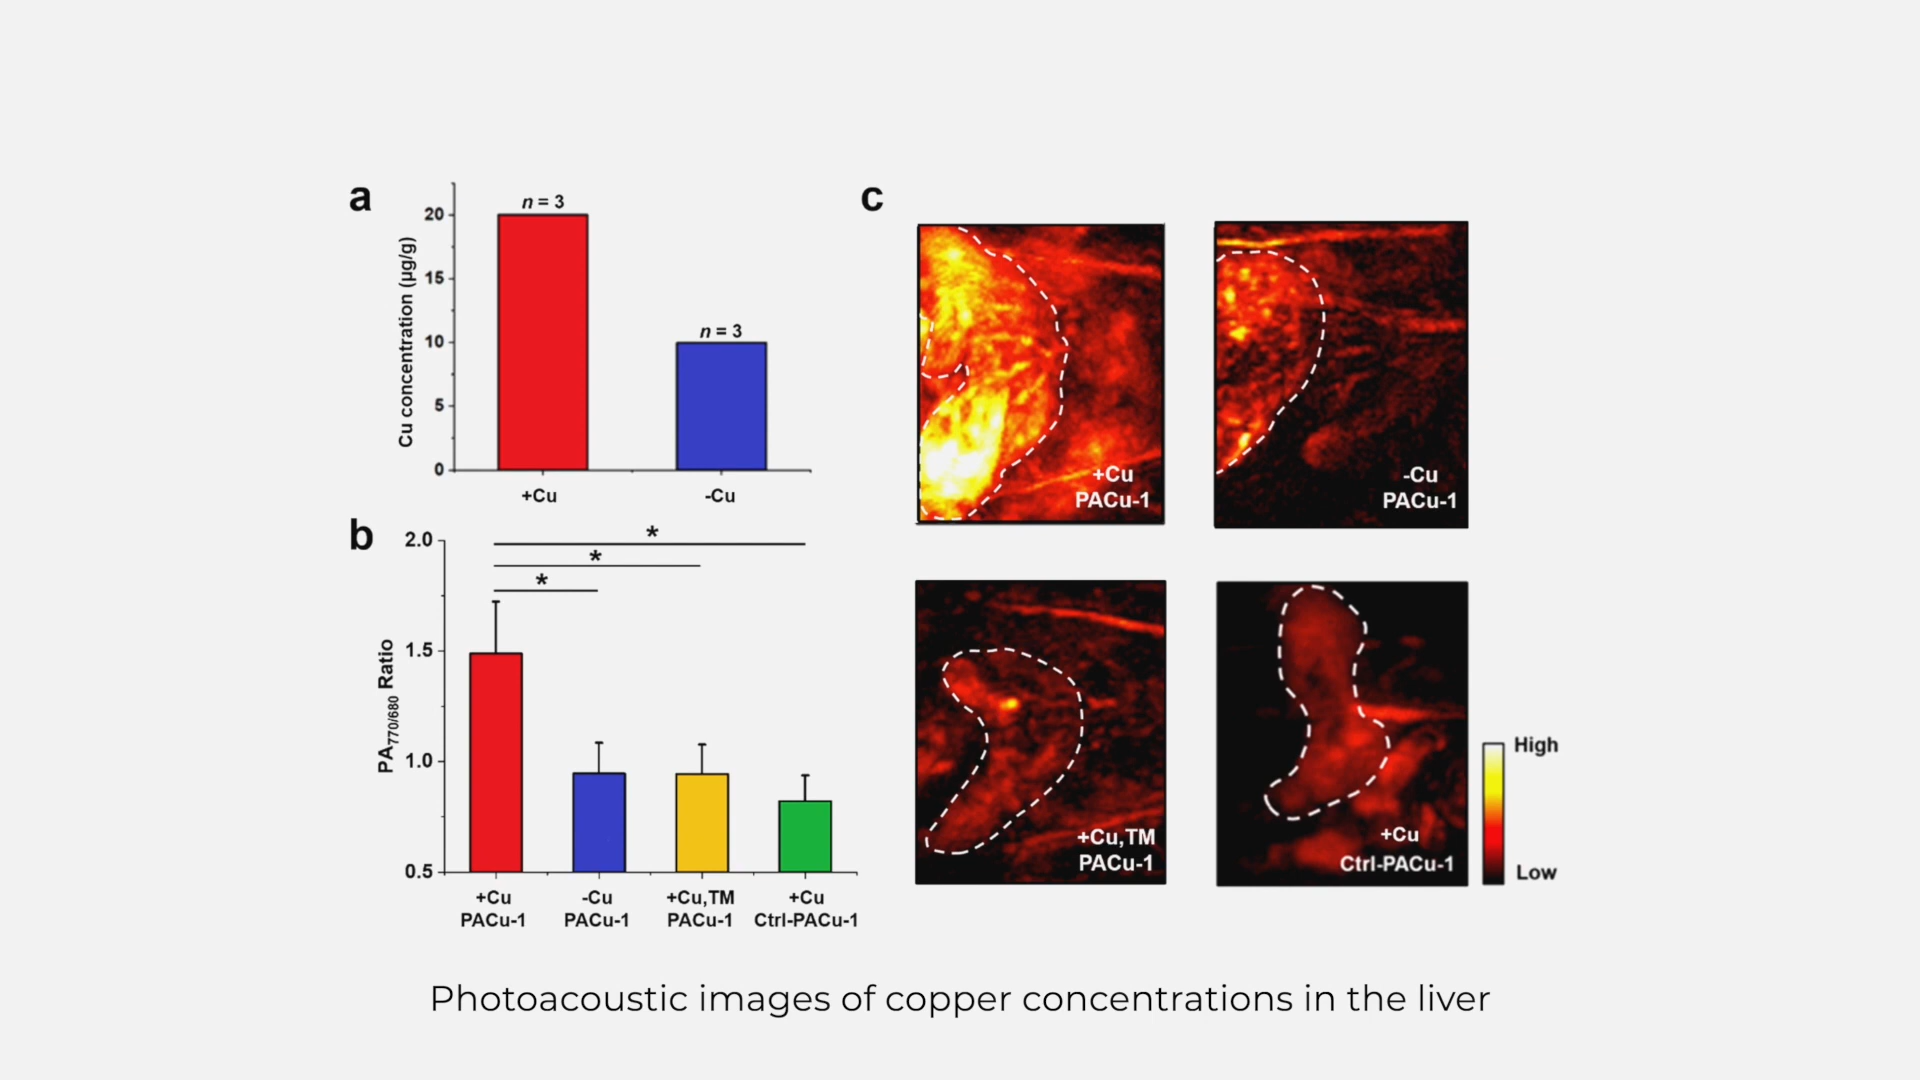 a
n = 3
n = 3
Cu concentration (µg/g)
20
15
10
5
0
+Cu
-Cu
b
*
*
*
PA770/680 Ratio
2.0
1.5
1.0
0.5
+Cu
PACu-1
-Cu
PACu-1
+Cu,TM
PACu-1
+Cu
Ctrl-PACu-1
c
+Cu
PACu-1
-Cu
PACu-1
+Cu,TM
PACu-1
+Cu
Ctrl-PACu-1
High
Low
Photoacoustic images of copper concentrations in the liver